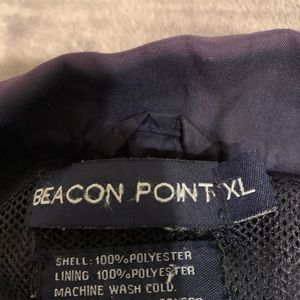 BEACON POINT XL
SHELL: 100% POLYESTER
LINING 100% POLYESTER
MACHINE WASH COLD.